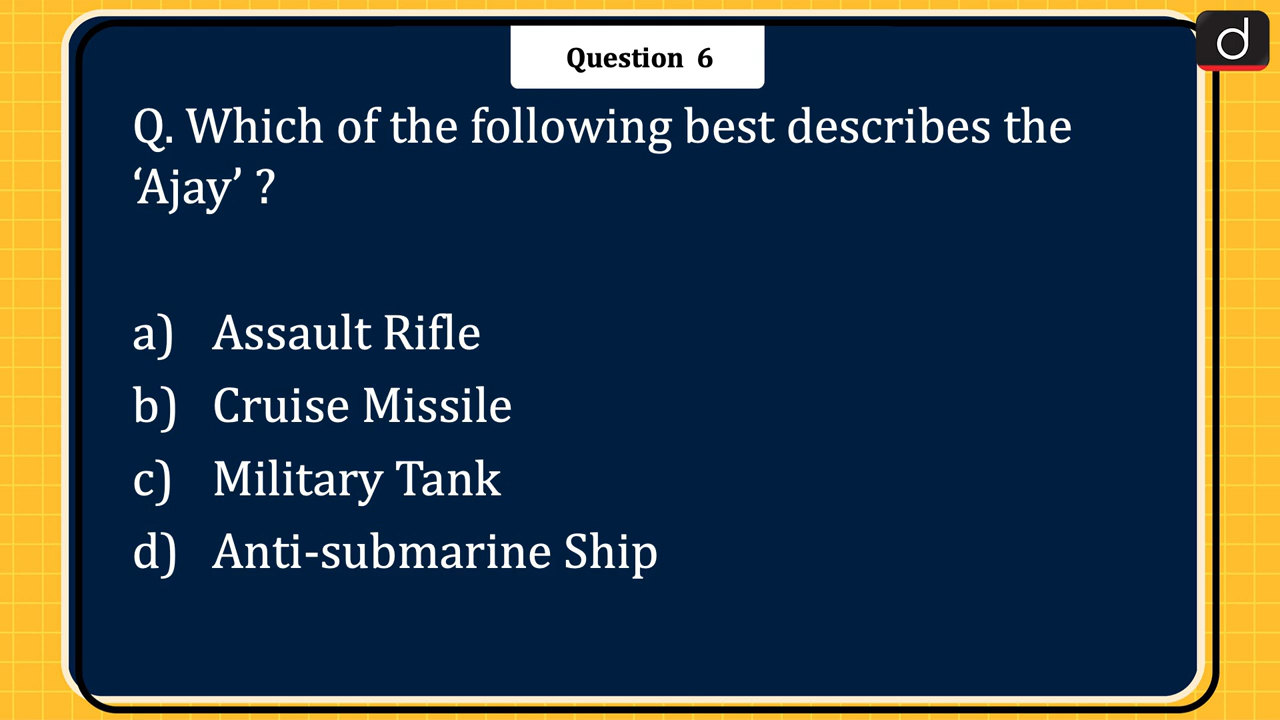 Question 6
d
Q. Which of the following best describes the
‘Ajay’ ?
a) Assault Rifle
b) Cruise Missile
c) Military Tank
d) Anti-submarine Ship